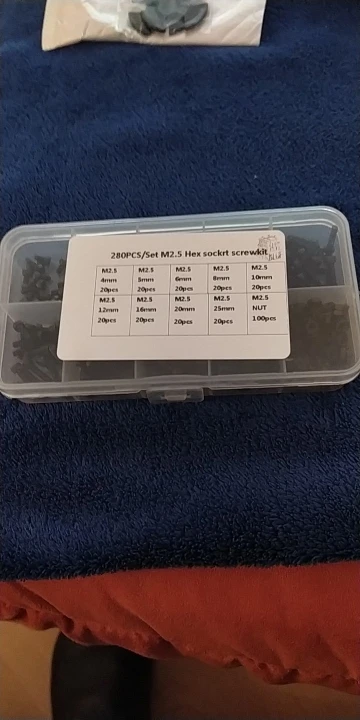 280PCS/Set M2.5 Hex sockrt screwkit
M2.5 M2.5 M2.5 M2.5 M2.5
4mm 5mm 6mm 8mm 10mm
20pcs 20pcs 20pcs 20pcs 20pcs
M2.5 M2.5 M2.5 M2.5 M2.5
12mm 16mm 20mm 25mm NUT
20pcs 20pcs 20pcs 20pcs 100pcs